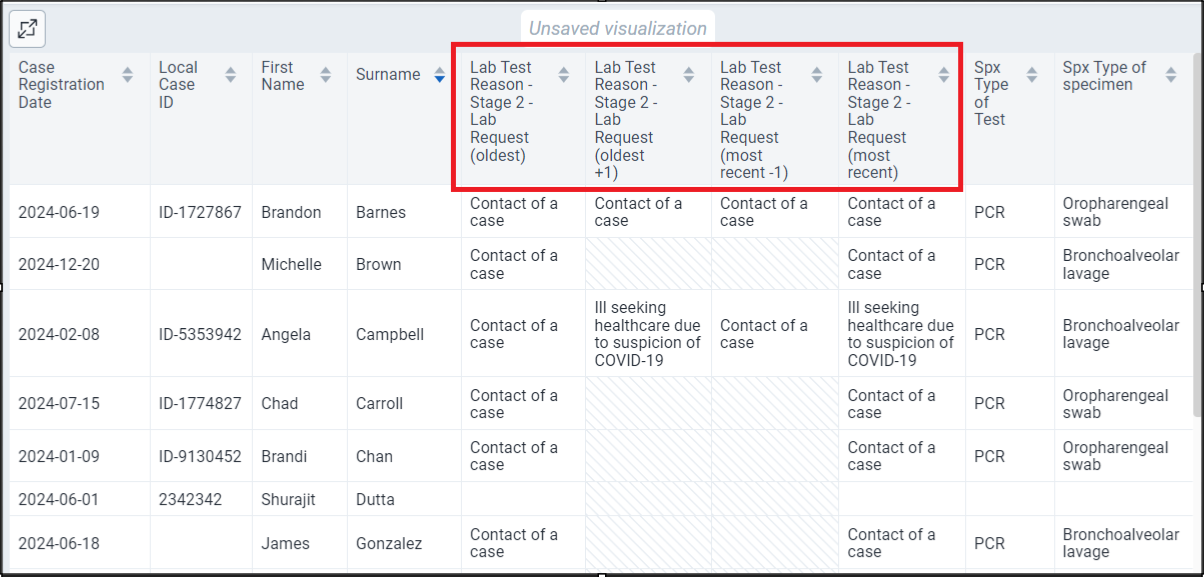 Unsaved visualization
Case
Registration
Date
Local
Case
ID
First
Name
Surname
Lab Test
Reason -
Stage 2 -
Lab
Request
(oldest)
Lab Test
Reason -
Stage 2 -
Lab
Request
(oldest
+1)
Lab Test
Reason -
Stage 2 -
Lab
Request
(most
recent -1)
Lab Test
Reason -
Stage 2 -
Lab
Request
(most
recent)
Spx
Type
of
Test
Spx Type of
specimen
2024-06-19
ID-1727867
Brandon
Barnes
Contact of a
case
Contact of a
case
Contact of a
case
Contact of a
case
PCR
Oropharengeal
swab
2024-12-20
Michelle
Brown
Contact of a
case
Contact of a
case
PCR
Bronchoalveolar
lavage
2024-02-08
ID-5353942
Angela
Campbell
Contact of a
case
Ill seeking
healthcare due
to suspicion of
COVID-19
Contact of a
case
Ill seeking
healthcare due
to suspicion of
COVID-19
PCR
Bronchoalveolar
lavage
2024-07-15
ID-1774827
Chad
Carroll
Contact of a
case
Contact of a
case
PCR
Oropharengeal
swab
2024-01-09
ID-9130452
Brandi
Chan
Contact of a
case
Contact of a
case
PCR
Oropharengeal
swab
2024-06-01
2342342
Shurajit
Dutta
2024-06-18
James
Gonzalez
Contact of a
case
Contact of a
case
PCR
Bronchoalveolar
lavage